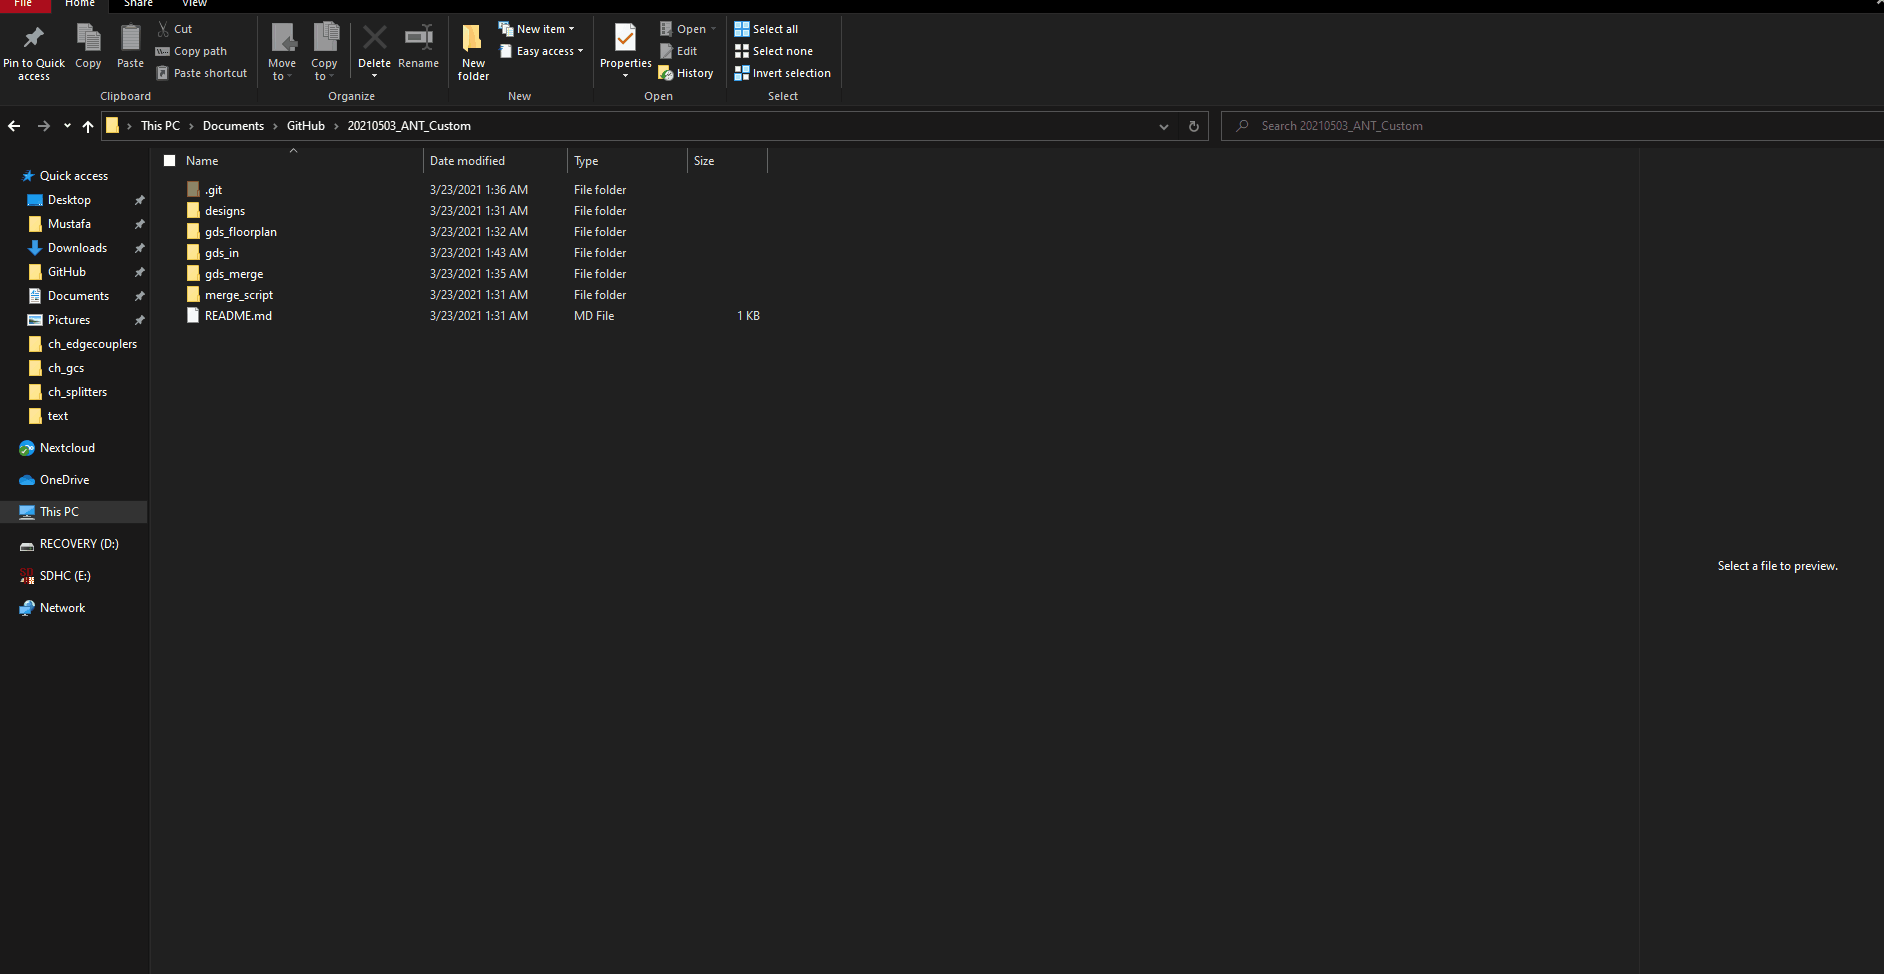 File Home Share View
Cut
Copy path
Paste shortcut
Pin to Quick access
Copy
Paste
Clipboard
Move to
Copy to
Delete
Rename
Organize
New folder
New item
Easy access
New
Properties
Open
Edit
History
Open
Select all
Select none
Invert selection
Select
This PC > Documents > GitHub > 20210503_ANT_Custom
Search 20210503_ANT_Custom
Quick access
Desktop
Mustafa
Downloads
GitHub
Documents
Pictures
ch_edgecouplers
ch_gcs
ch_splitters
text
Nextcloud
OneDrive
This PC
RECOVERY (D:)
SDHC (E:)
Network
Name Date modified Type Size
.git 3/23/2021 1:36 AM File folder
designs 3/23/2021 1:31 AM File folder
gds_floorplan 3/23/2021 1:32 AM File folder
gds_in 3/23/2021 1:43 AM File folder
gds_merge 3/23/2021 1:35 AM File folder
merge_script 3/23/2021 1:31 AM File folder
README.md 3/23/2021 1:31 AM MD File 1 KB
Select a file to preview.